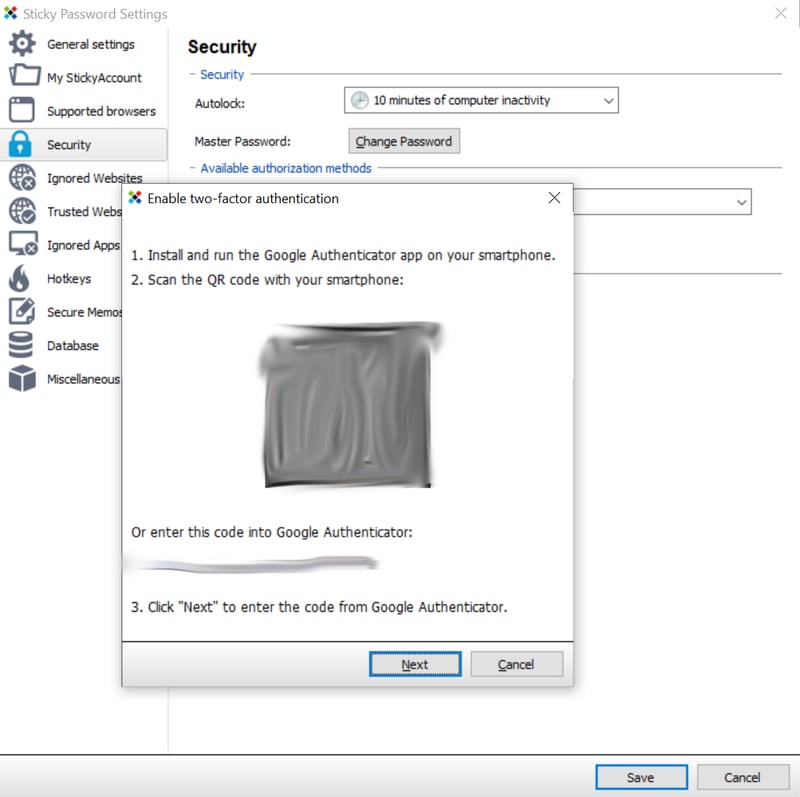 Sticky Password Settings
General settings
My StickyAccount
Supported browsers
Security
Ignored Websites
Trusted Webs
Ignored Apps
Hotkeys
Secure Memos
Database
Miscellaneous
Security
Security
Autolock:
10 minutes of computer inactivity
Master Password:
Change Password
Available authorization methods
Enable two-factor authentication
1. Install and run the Google Authenticator app on your smartphone.
2. Scan the QR code with your smartphone:
Or enter this code into Google Authenticator:
3. Click "Next" to enter the code from Google Authenticator.
Next
Cancel
Save
Cancel